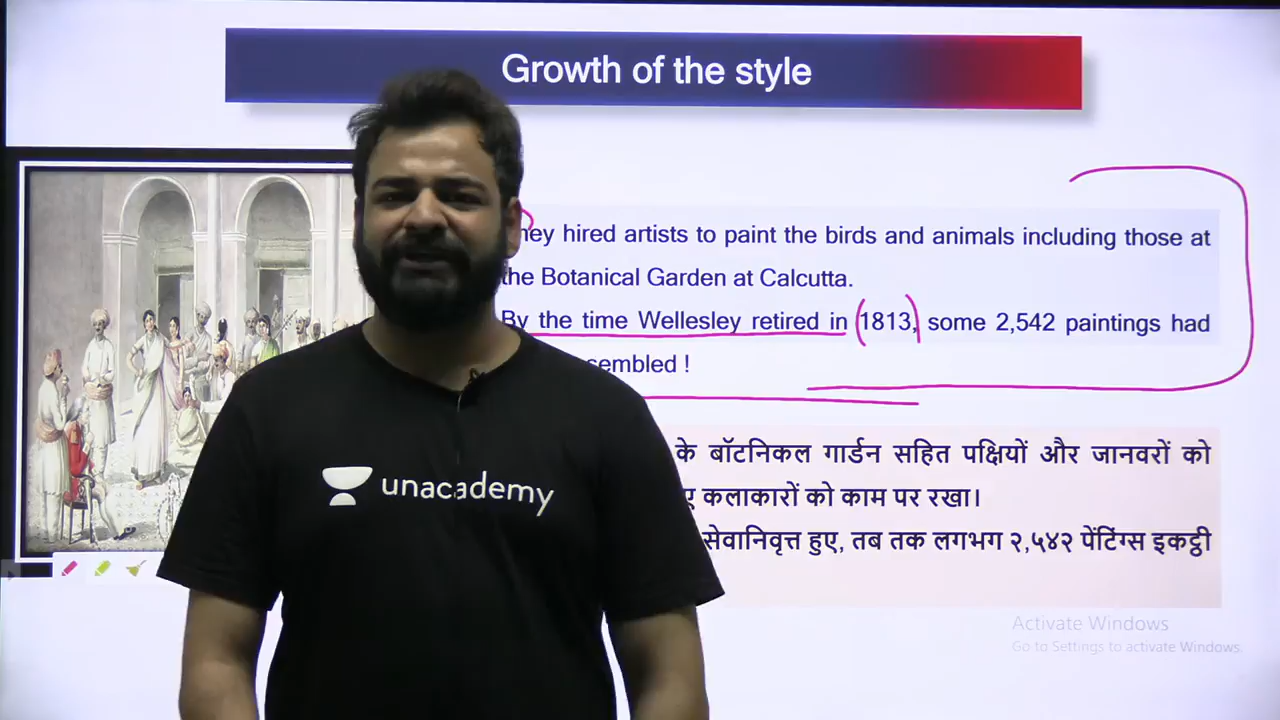 Growth of the style
hey hired artists to paint the birds and animals including those at
the Botanical Garden at Calcutta.
By the time Wellesley retired in (1813), some 2,542 paintings had
sembled !
के बॉटनिकल गार्डन सहित पक्षियों और जानवरों को
ए कलाकारों को काम पर रखा।
सेवानिवृत्त हुए, तब तक लगभग २,५४२ पेंटिंग्स इकट्ठी
unacademy
Activate Windows
Go to Settings to activate Windows.